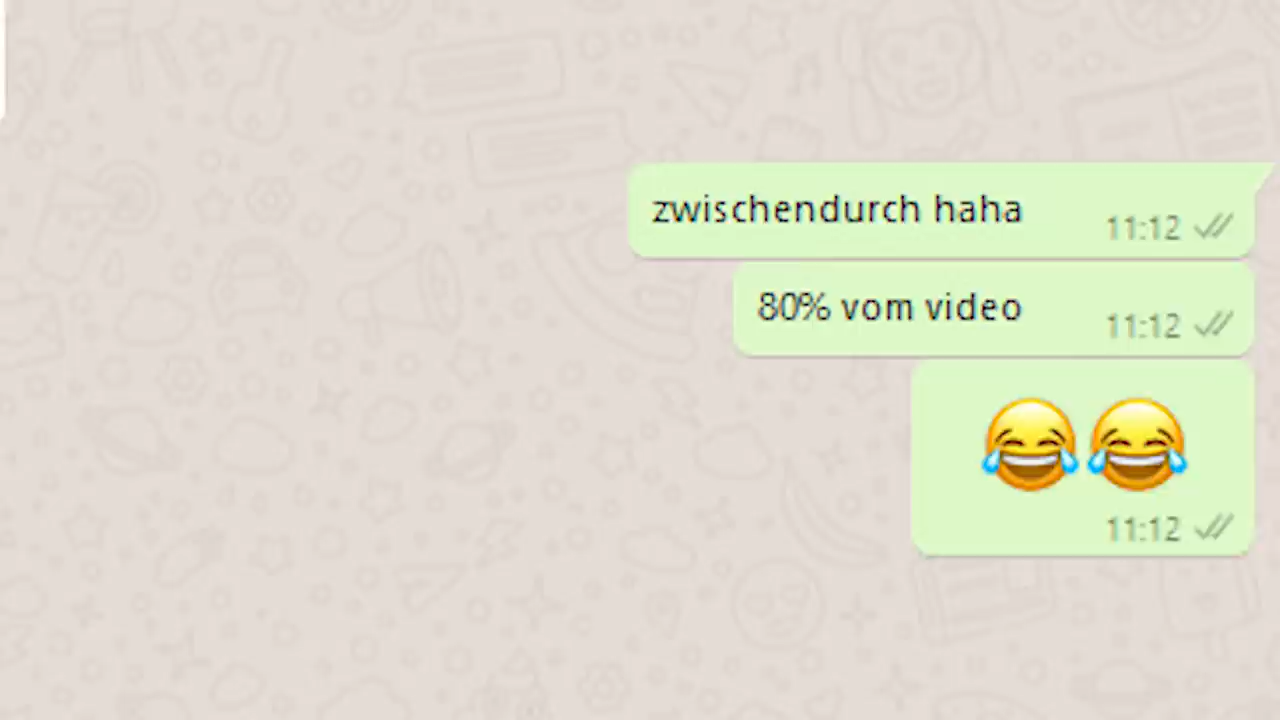 zwischendurch haha
11:12
80% vom video
11:12
😂😂
11:12